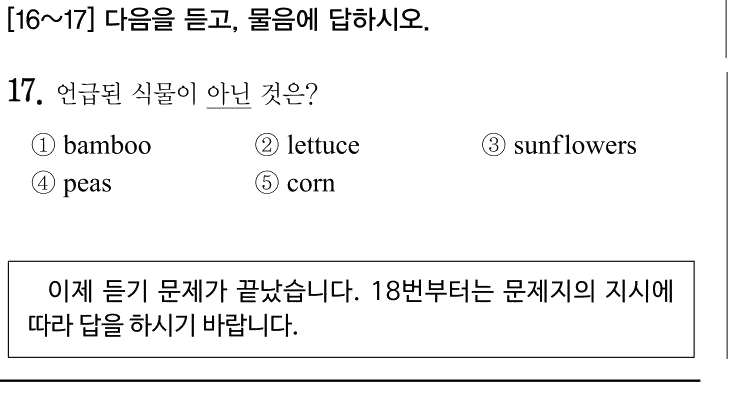 [16～17] 다음을 듣고, 물음에 답하시오.
17. 언급된 식물이 아닌 것은?
① bamboo ② lettuce ③ sunflowers
④ peas ⑤ corn
이제 듣기 문제가 끝났습니다. 18번부터는 문제지의 지시에
따라 답을 하시기 바랍니다.